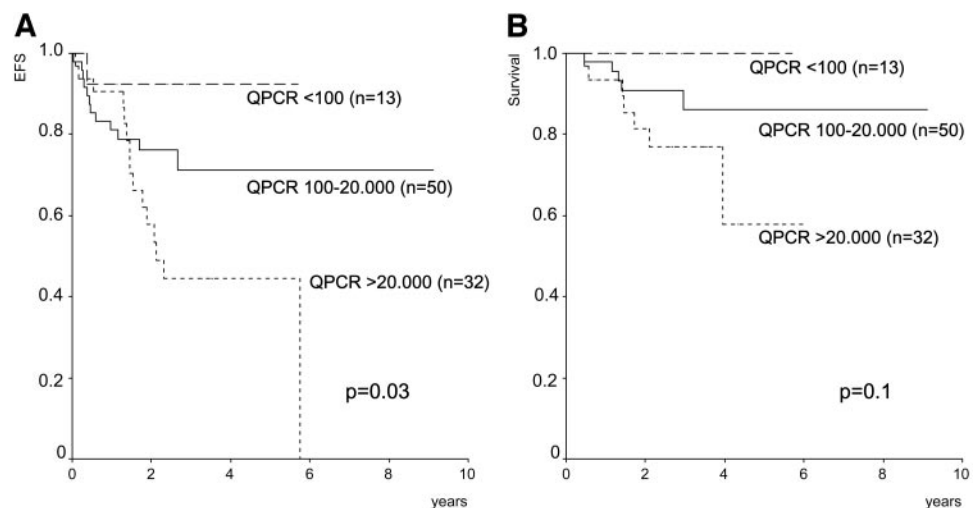 A
EFS
1.0
0.8
0.6
0.4
0.2
0
QPCR <100 (n=13)
QPCR 100-20.000 (n=50)
QPCR >20.000 (n=32)
p=0.03
0 2 4 6 8 10
years
B
Survival
1.0
0.8
0.6
0.4
0.2
0
QPCR <100 (n=13)
QPCR 100-20.000 (n=50)
QPCR >20.000 (n=32)
p=0.1
0 2 4 6 8 10
years